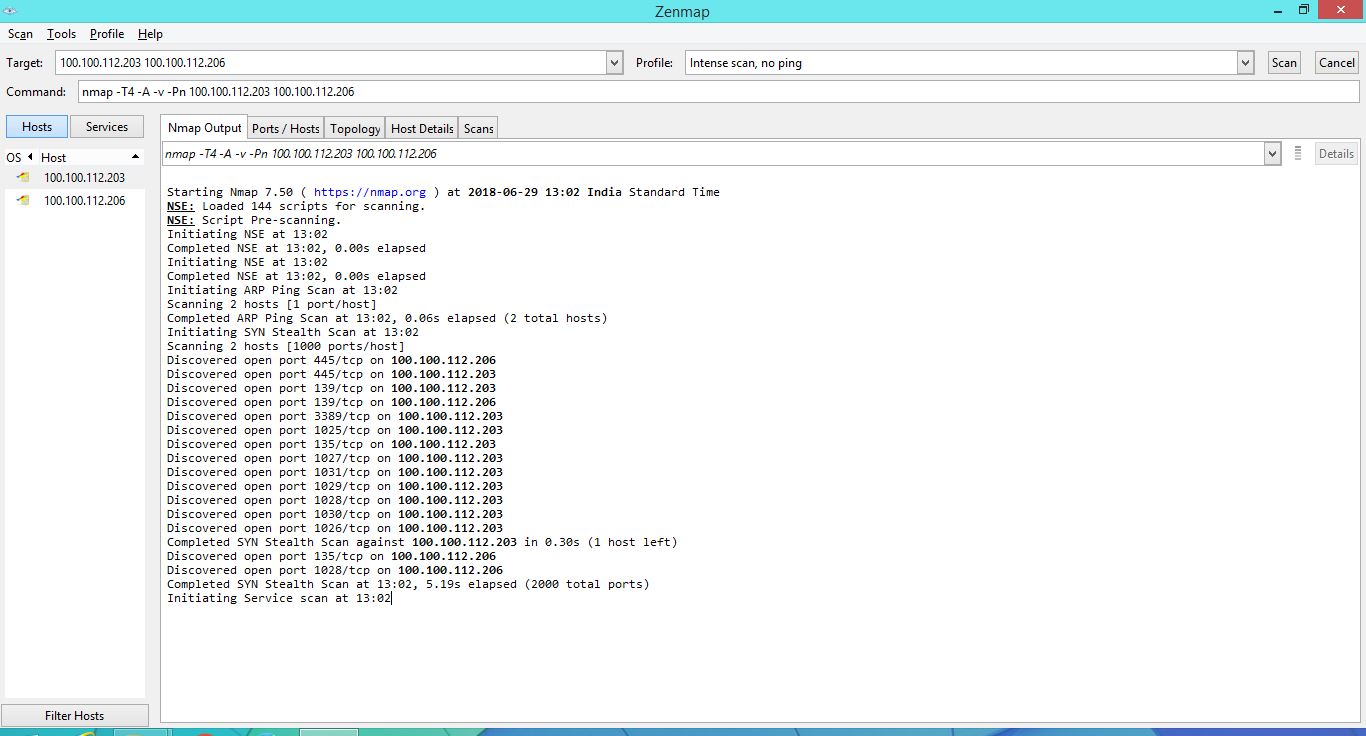 Zenmap
Scan Tools Profile Help
Target: 100.100.112.203 100.100.112.206 Profile: Intense scan, no ping Scan Cancel
Command: nmap -T4 -A -v -Pn 100.100.112.203 100.100.112.206
Hosts Services Nmap Output Ports / Hosts Topology Host Details Scans
OS Host
100.100.112.203
100.100.112.206
nmap -T4 -A -v -Pn 100.100.112.203 100.100.112.206 Details
Starting Nmap 7.50 ( https://nmap.org ) at 2018-06-29 13:02 India Standard Time
NSE: Loaded 144 scripts for scanning.
NSE: Script Pre-scanning.
Initiating NSE at 13:02
Completed NSE at 13:02, 0.00s elapsed
Initiating NSE at 13:02
Completed NSE at 13:02, 0.00s elapsed
Initiating ARP Ping Scan at 13:02
Scanning 2 hosts [1 port/host]
Completed ARP Ping Scan at 13:02, 0.06s elapsed (2 total hosts)
Initiating SYN Stealth Scan at 13:02
Scanning 2 hosts [1000 ports/host]
Discovered open port 445/tcp on 100.100.112.206
Discovered open port 445/tcp on 100.100.112.203
Discovered open port 139/tcp on 100.100.112.203
Discovered open port 139/tcp on 100.100.112.206
Discovered open port 3389/tcp on 100.100.112.203
Discovered open port 1025/tcp on 100.100.112.203
Discovered open port 135/tcp on 100.100.112.203
Discovered open port 1027/tcp on 100.100.112.203
Discovered open port 1031/tcp on 100.100.112.203
Discovered open port 1029/tcp on 100.100.112.203
Discovered open port 1028/tcp on 100.100.112.203
Discovered open port 1030/tcp on 100.100.112.203
Discovered open port 1026/tcp on 100.100.112.203
Completed SYN Stealth Scan against 100.100.112.203 in 0.30s (1 host left)
Discovered open port 135/tcp on 100.100.112.206
Discovered open port 1028/tcp on 100.100.112.206
Completed SYN Stealth Scan at 13:02, 5.19s elapsed (2000 total ports)
Initiating Service scan at 13:02
Filter Hosts